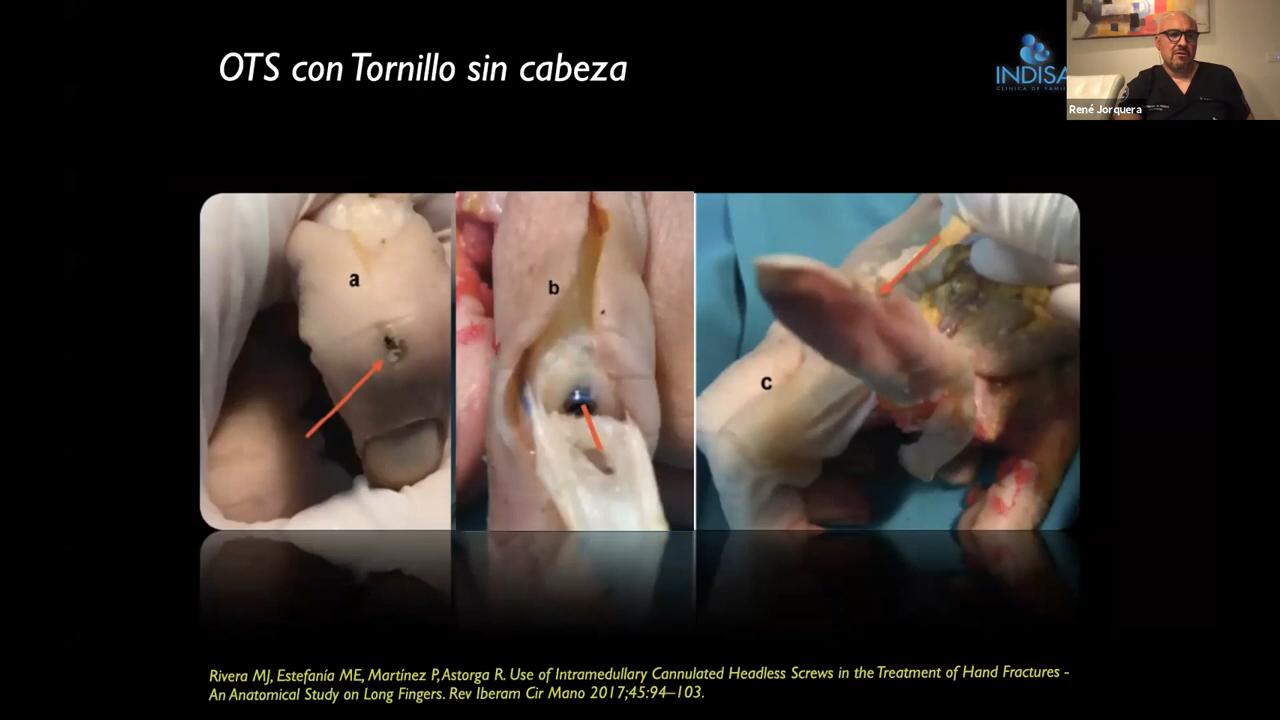 OTS con Tornillo sin cabeza
INDISA
René Jorquera
a
b
c
Rivera MJ, Estefanía ME, Martínez P, Astorga R. Use of Intramedullary Cannulated Headless Screws in the Treatment of Hand Fractures -
An Anatomical Study on Long Fingers. Rev Iberam Cir Mano 2017;45:94–103.